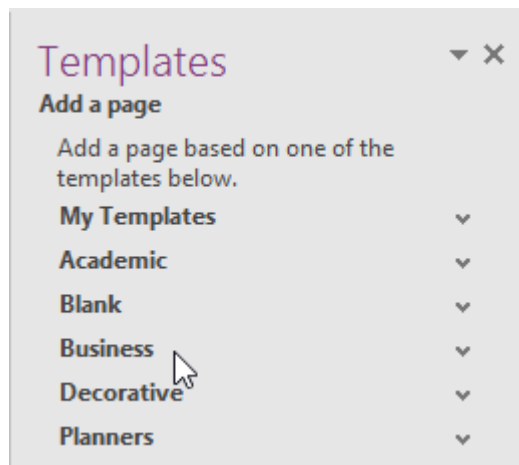 Templates
Add a page
Add a page based on one of the
templates below.
My Templates
Academic
Blank
Business
Decorative
Planners